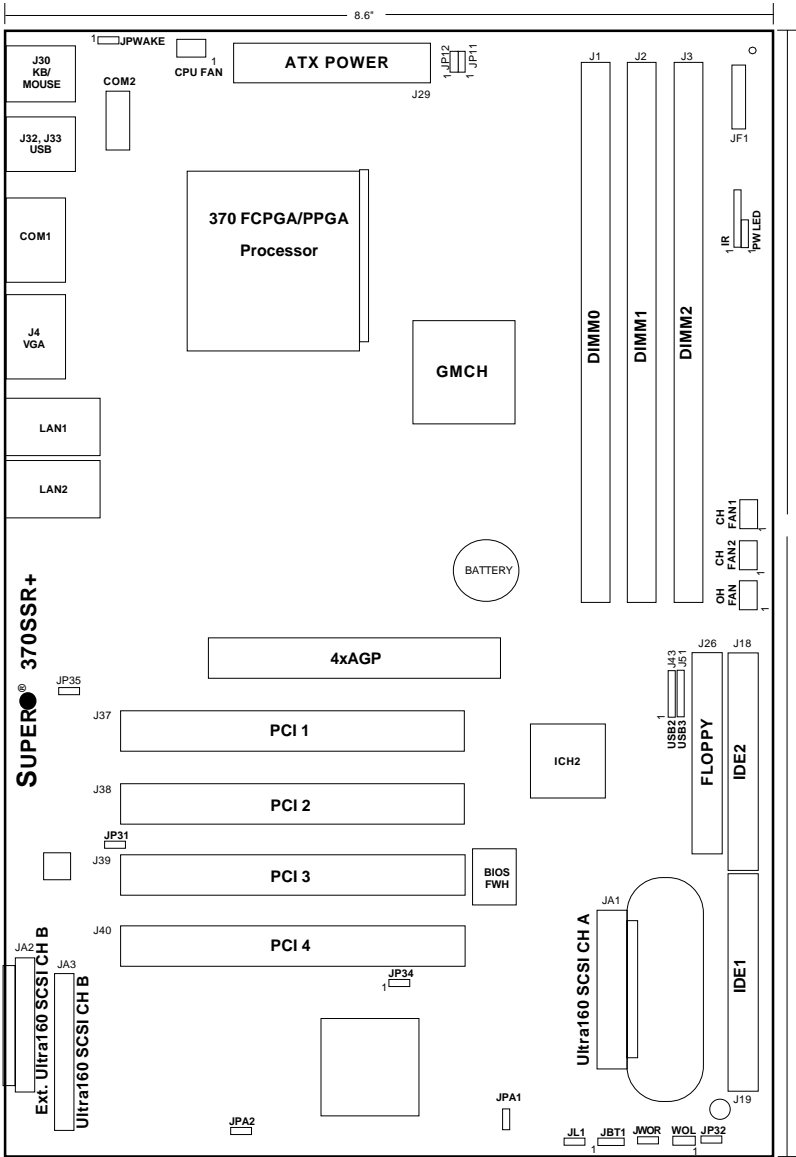 8.6"
1
JPWAKE
1
CPU FAN
ATX POWER
J29
JP12
JP11
1
1
J1
J2
J3
JF1
J30
KB/
MOUSE
COM2
J32, J33
USB
COM1
J4
VGA
LAN1
LAN2
370 FCPGA/PPGA
Processor
GMCH
DIMM0
DIMM1
DIMM2
IR
PW LED
1
1
CH
FAN1
1
CH
FAN2
1
OH
FAN
1
BATTERY
SUPER® 370SSR+
4xAGP
JP35
J37
PCI 1
J38
PCI 2
JP31
J39
PCI 3
J40
PCI 4
ICH2
BIOS
FWH
J43
J51
1
USB2
USB3
J26
FLOPPY
J18
IDE2
JA1
Ultra160 SCSI CH A
IDE1
J19
JA2
Ext. Ultra160 SCSI CH B
JA3
Ultra160 SCSI CH B
JP34
1
JPA2
JPA1
JL1
JBT1
1
JWOR
WOL
1
JP32